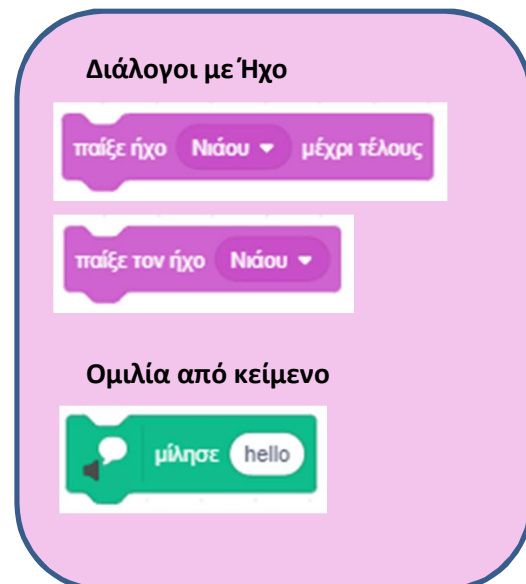 Διάλογοι με Ήχο
παίξε ήχο Νιάου μέχρι τέλους
παίξε τον ήχο Νιάου
Ομιλία από κείμενο
μίλησε hello